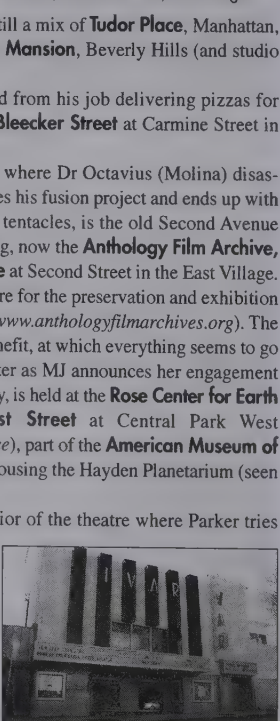 till a mix of Tudor Place, Manhattan,
Mansion, Beverly Hills (and studio
d from his job delivering pizzas for
Bleecker Street at Carmine Street in
where Dr Octavius (Molina) disas-
es his fusion project and ends up with
tentacles, is the old Second Avenue
g, now the Anthology Film Archive,
e at Second Street in the East Village.
re for the preservation and exhibition
www.anthologyfilmarchives.org). The
nefit, at which everything seems to go
ter as MJ announces her engagement
y, is held at the Rose Center for Earth
st Street at Central Park West
e), part of the American Museum of
ousing the Hayden Planetarium (seen
rior of the theatre where Parker tries
IVAR
IVAR